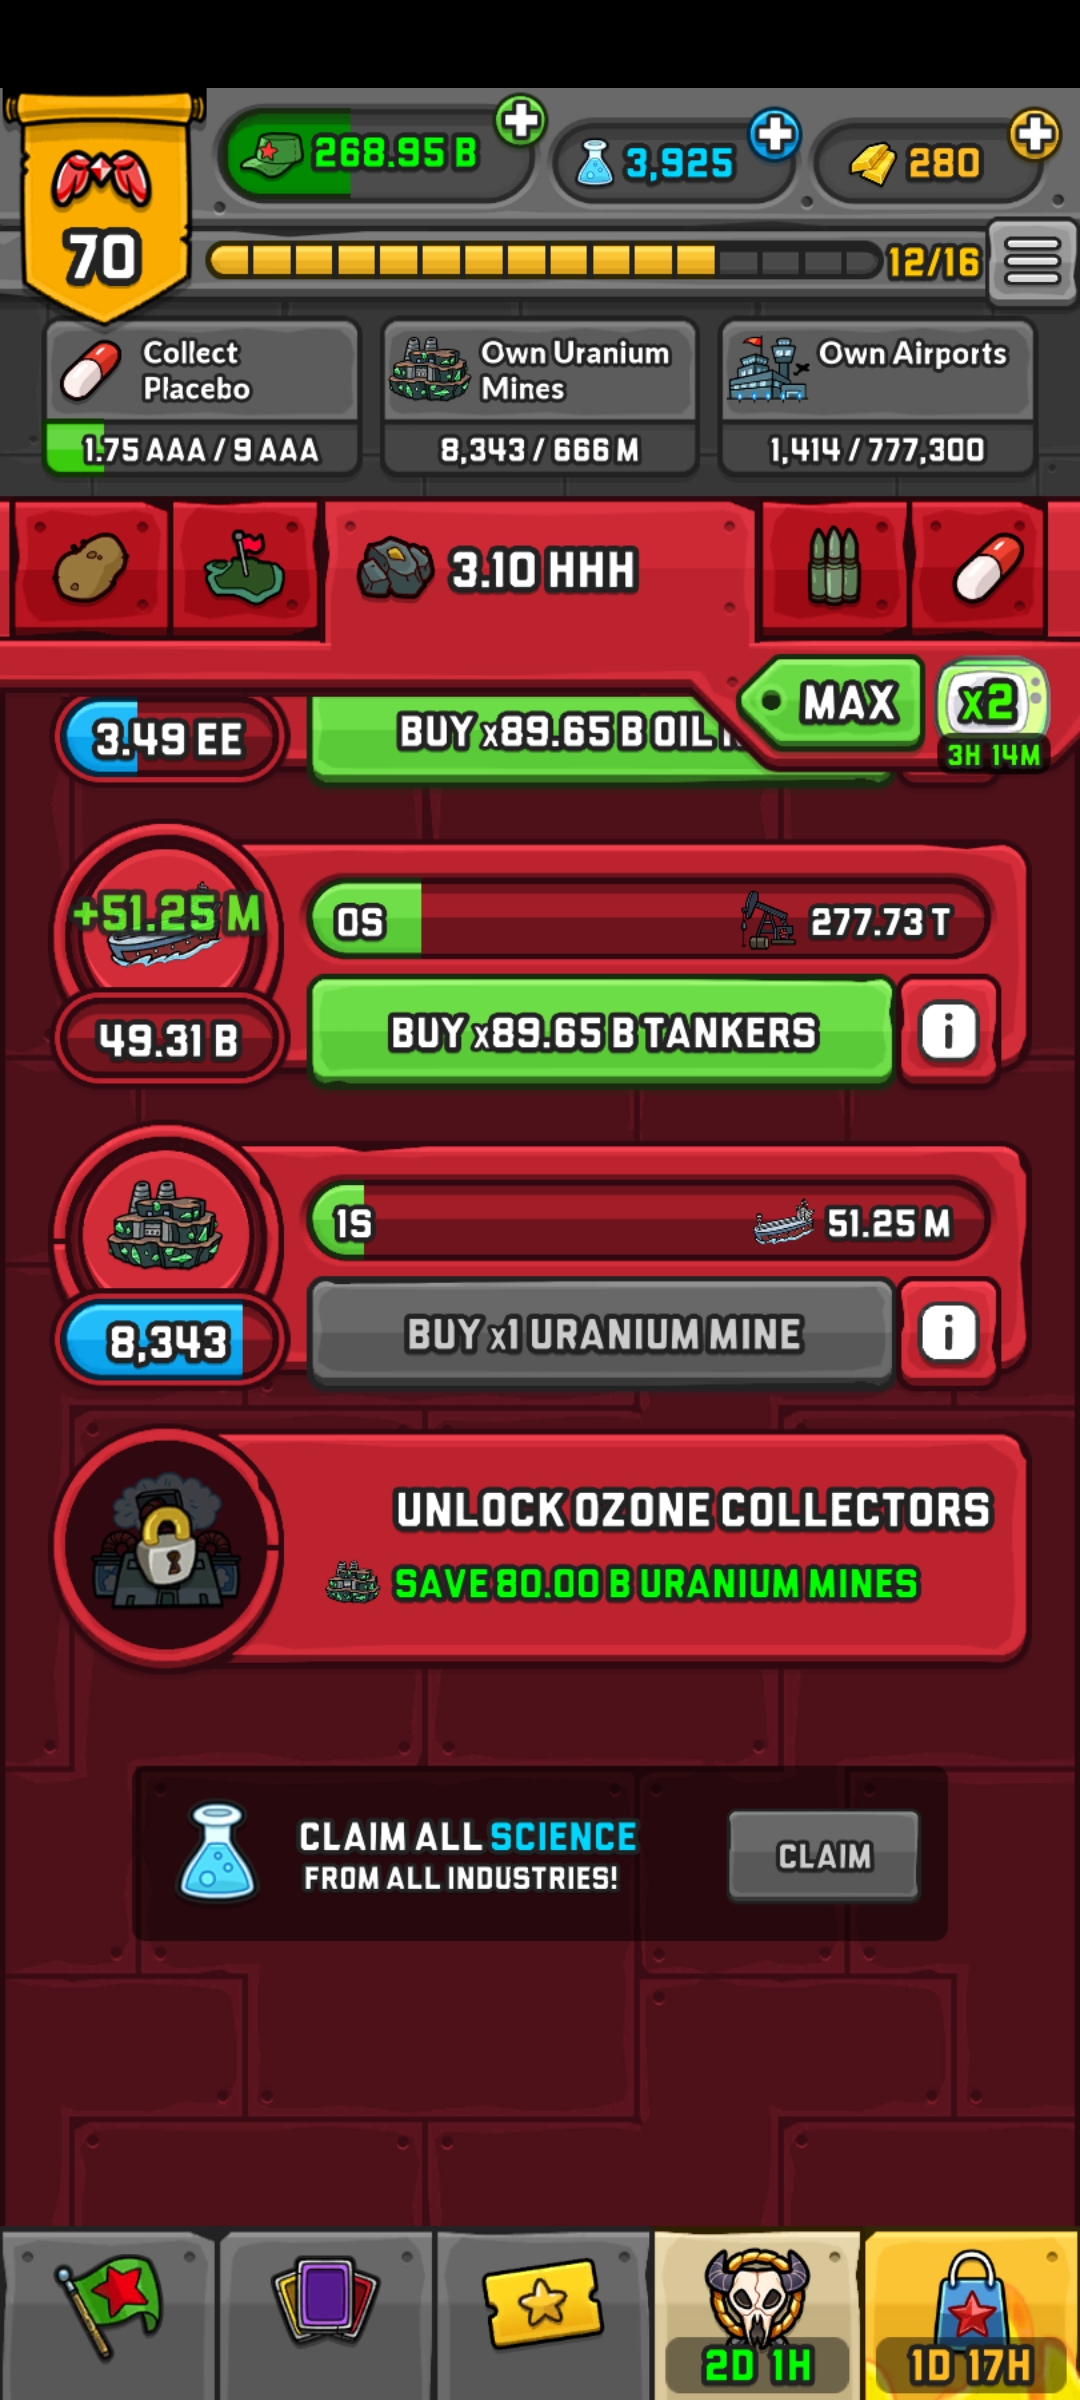 268.95 B
3,925
280
70
12/16
Collect
Placebo
1.75 AAA / 9 AAA
Own Uranium
Mines
8,343 / 666 M
Own Airports
1,414 / 777,300
3.10 HHH
MAX
x2
3H 14M
3.49 EE
BUY x89.65 B OIL
+51.25 M
0S
277.73 T
49.31 B
BUY x89.65 B TANKERS
i
1S
51.25 M
8,343
BUY x1 URANIUM MINE
i
UNLOCK OZONE COLLECTORS
SAVE 80.00 B URANIUM MINES
CLAIM ALL SCIENCE
FROM ALL INDUSTRIES!
CLAIM
2D 1H
1D 17H